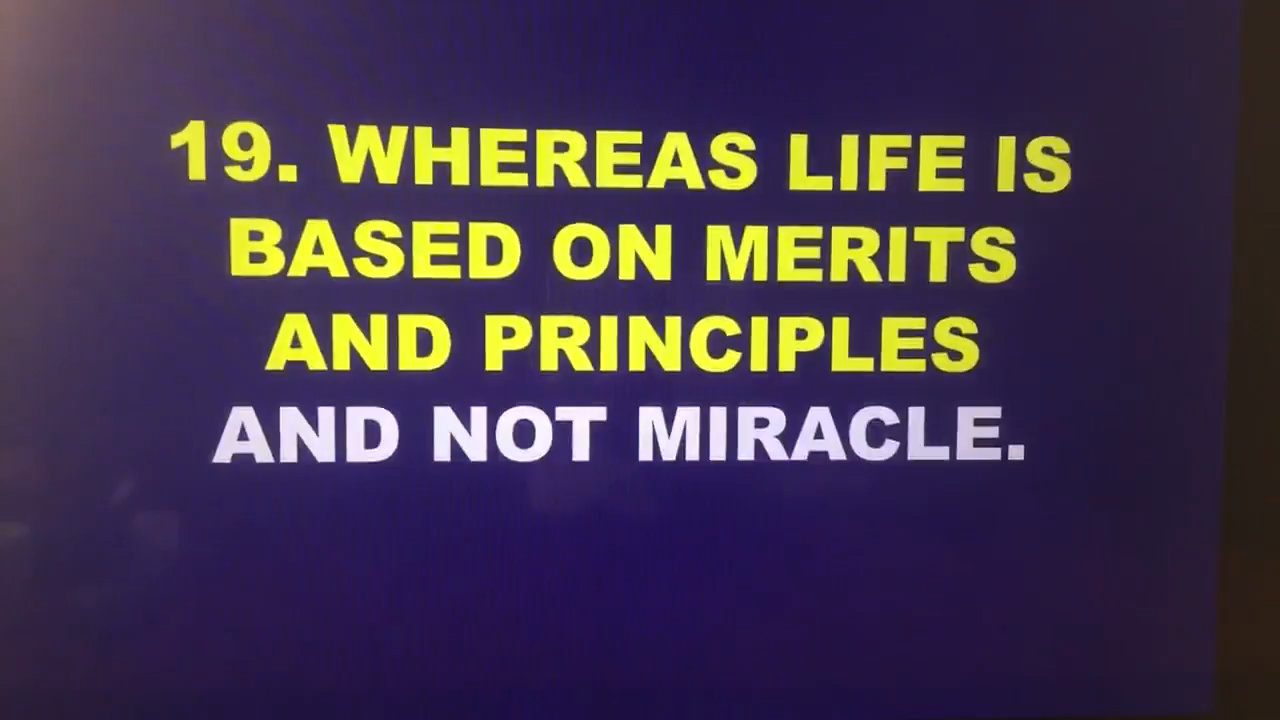 19. WHEREAS LIFE IS
BASED ON MERITS
AND PRINCIPLES
AND NOT MIRACLE.